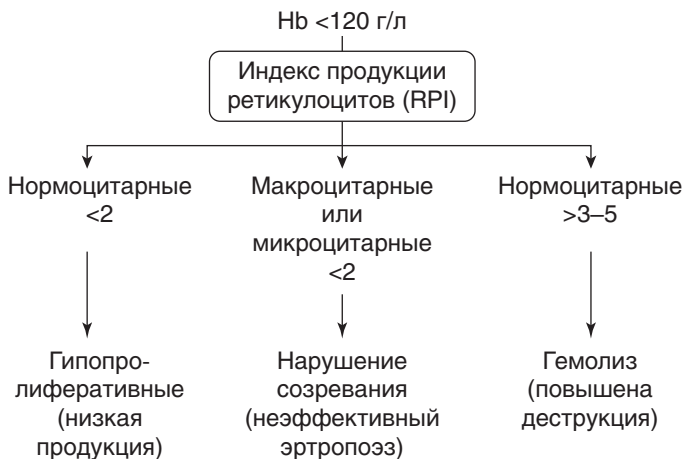 Hb <120 г/л
Индекс продукции
ретикулоцитов (RPI)
Нормоцитарные
<2
Макроцитарные
или
микроцитарные
<2
Нормоцитарные
>3–5
Гипопро-
лиферативные
(низкая
продукция)
Нарушение
созревания
(неэффективный
эртропоэз)
Гемолиз
(повышена
деструкция)